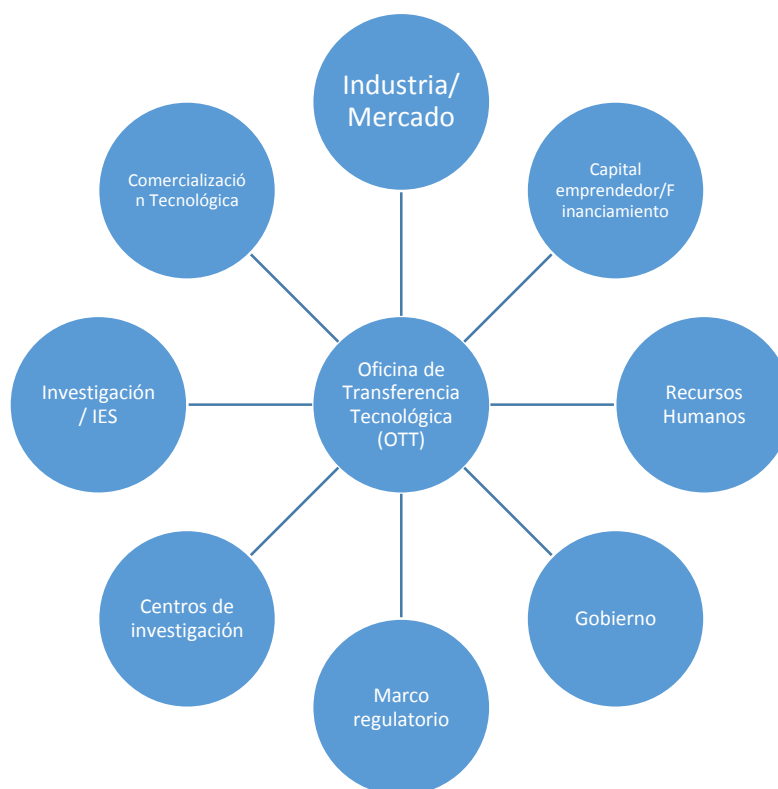 Industria/
Mercado
Capital
emprendedor/F
inanciamiento
Recursos
Humanos
Gobierno
Marco
regulatorio
Centros de
investigación
Investigación
/ IES
Comercializació
n Tecnológica
Oficina de
Transferencia
Tecnológica
(OTT)